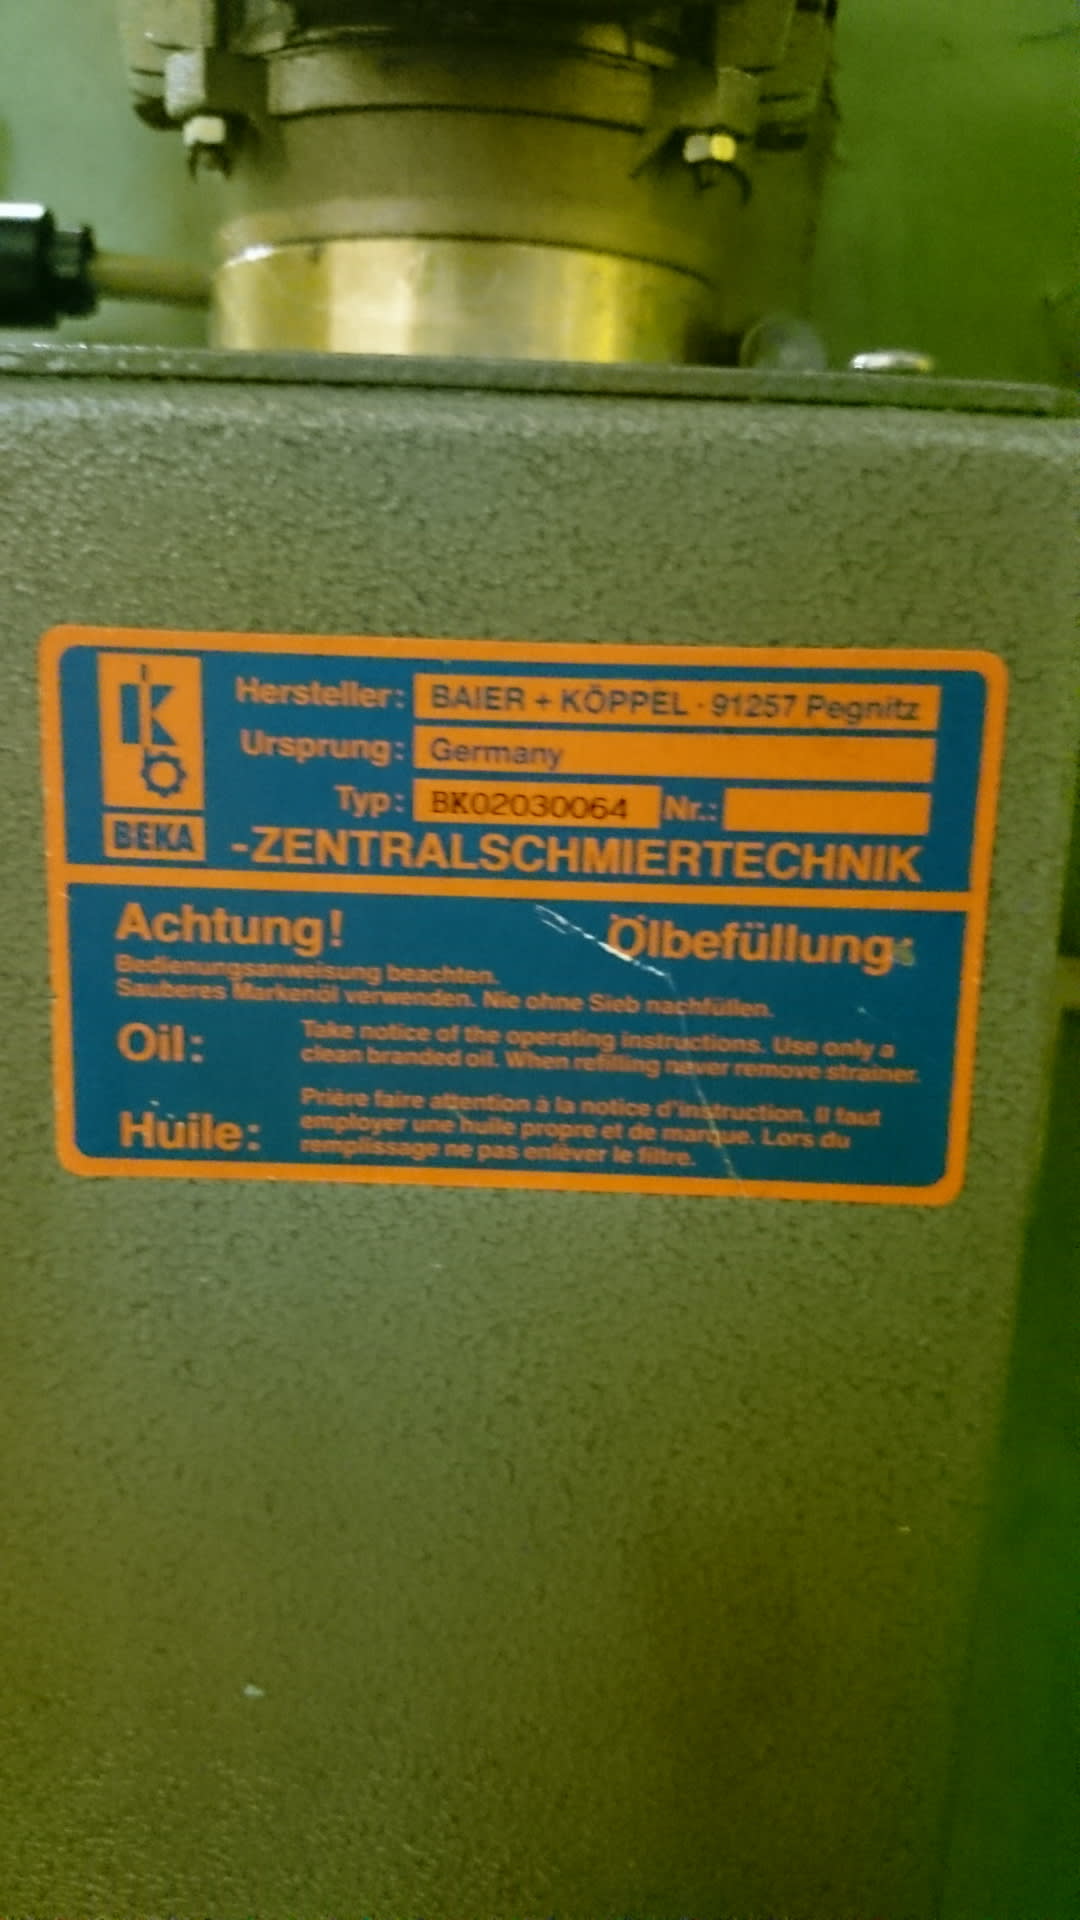 Hersteller: BAIER + KÖPPEL · 91257 Pegnitz
Ursprung: Germany
Typ: BK02030064 Nr.:
BEKA -ZENTRALSCHMIERTECHNIK
Achtung! Ölbefüllung
Bedienungsanweisung beachten.
Sauberes Markenöl verwenden. Nie ohne Sieb nachfüllen.
Oil: Take notice of the operating instructions. Use only a
clean branded oil. When refilling never remove strainer.
Huile: Prière faire attention à la notice d'instruction. Il faut
employer une huile propre et de marque. Lors du
remplissage ne pas enlever le filtre.